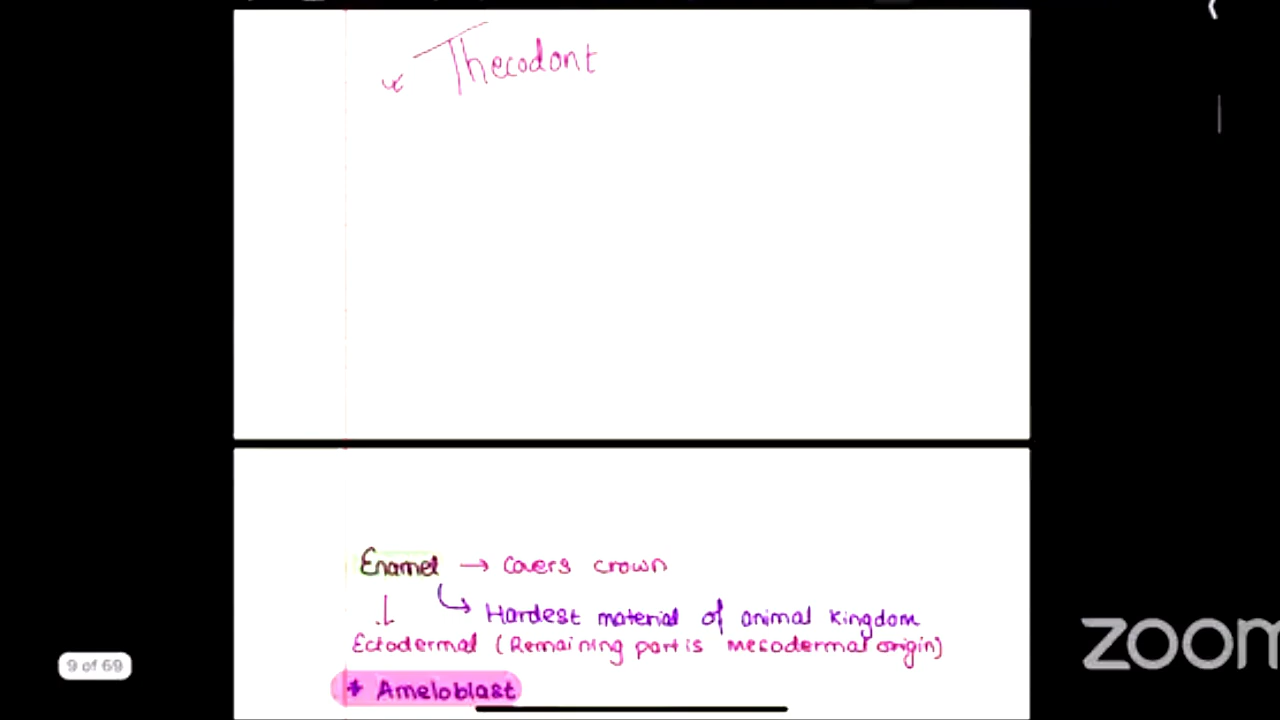 Thecodont
Enamel → Covers crown
↓ ↳ Hardest material of animal kingdom
Ectodermal (Remaining part is mesodermal origin)
* Ameloblast
9 of 69
zoom